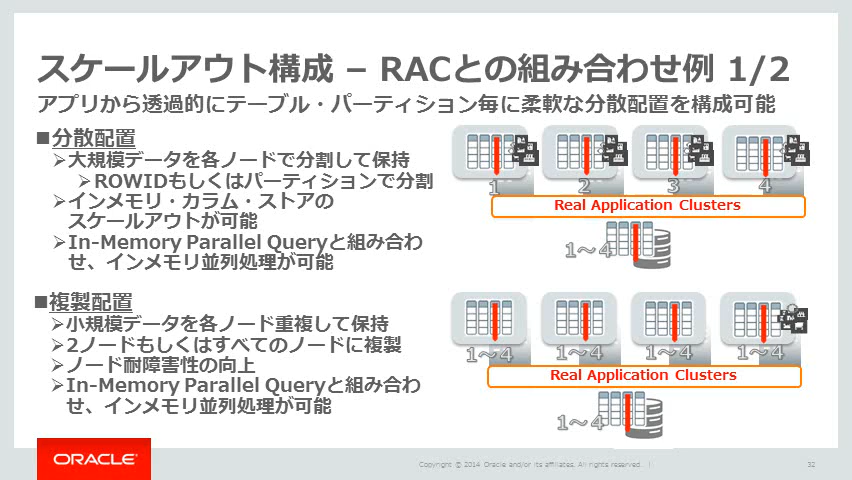 スケールアウト構成 – RACとの組み合わせ例 1/2
アプリから透過的にテーブル・パーティション毎に柔軟な分散配置を構成可能
■分散配置
➢大規模データを各ノードで分割して保持
➢ROWIDもしくはパーティションで分割
➢インメモリ・カラム・ストアの
スケールアウトが可能
➢In-Memory Parallel Queryと組み合わ
せ、インメモリ並列処理が可能
1 2 3 4
Real Application Clusters
1～4
■複製配置
➢小規模データを各ノード重複して保持
➢2ノードもしくはすべてのノードに複製
➢ノード耐障害性の向上
➢In-Memory Parallel Queryと組み合わ
せ、インメモリ並列処理が可能
1～4 1～4 1～4 1～4
Real Application Clusters
1～4
ORACLE
Copyright © 2014 Oracle and/or its affiliates. All rights reserved. |
32